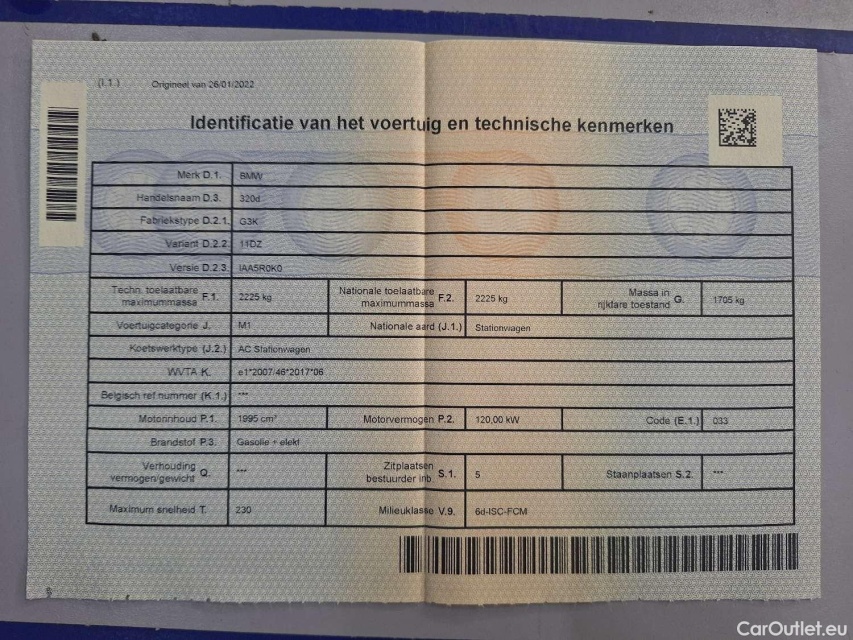 (I.1.) Origineel van 26/01/2022
Identificatie van het voertuig en technische kenmerken
Merk D.1. BMW
Handelsnaam D.3. 320d
Fabriekstype D.2.1. G3K
Variant D.2.2. 11DZ
Versie D.2.3. IAA5R0K0
Techn. toelaatbare maximummassa F.1. 2225 kg Nationale toelaatbare maximummassa F.2. 2225 kg Massa in rijklare toestand G. 1705 kg
Voertuigcategorie J. M1 Nationale aard (J.1.) Stationwagen
Koetswerktype (J.2.) AC Stationwagen
WVTA K. e1*2007/46*2017*06
Belgisch ref nummer (K.1.) ***
Motorinhoud P.1. 1995 cm³ Motorvermogen P.2. 120,00 kW Code (E.1.) 033
Brandstof P.3. Gasolie + elekt
Verhouding vermogen/gewicht Q. *** Zitplaatsen bestuurder inb. S.1. 5 Staanplaatsen S.2. ***
Maximum snelheid T. 230 Milieuklasse V.9. 6d-ISC-FCM
CarOutlet.eu